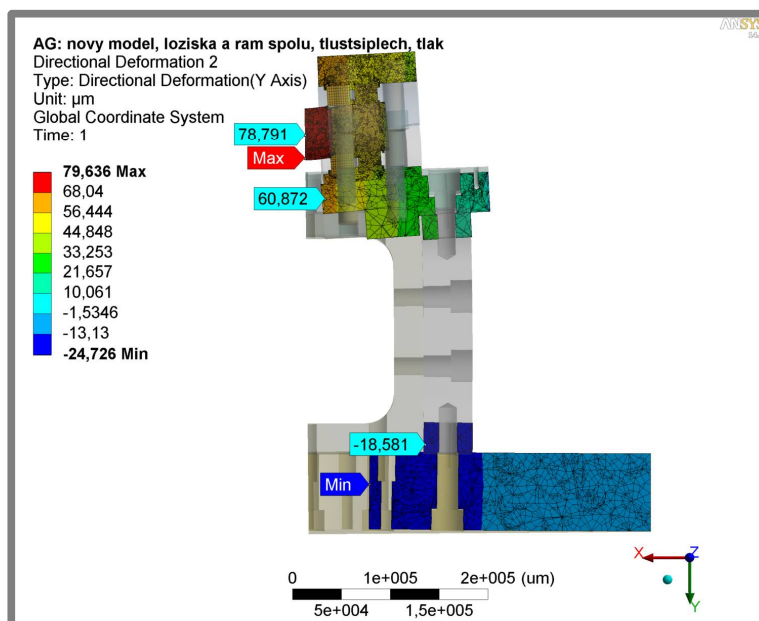 ANSYS
AG: novy model, loziska a ram spolu, tlustsiplech, tlak
Directional Deformation 2
Type: Directional Deformation(Y Axis)
Unit: µm
Global Coordinate System
Time: 1
78,791
Max
79,636 Max
68,04
60,872
56,444
44,848
33,253
21,657
10,061
-1,5346
-13,13
-24,726 Min
-18,581
Min
X
Z
Y
0 1e+005 2e+005 (um)
5e+004 1,5e+005